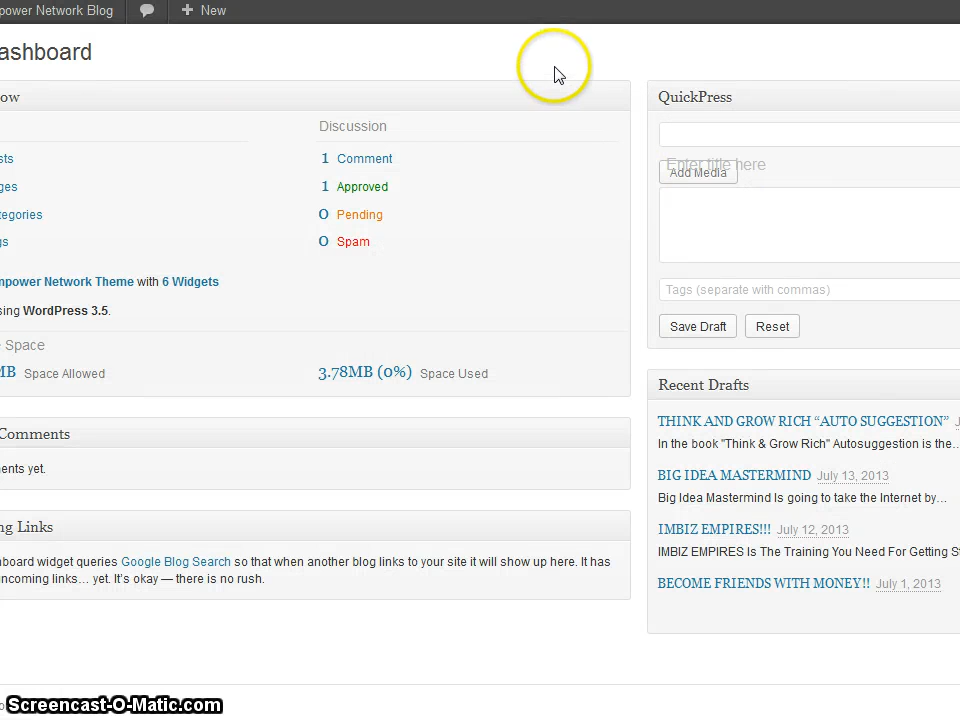 power Network Blog
New
ashboard
ow
Discussion
sts
1 Comment
ges
1 Approved
tegories
0 Pending
gs
0 Spam
npower Network Theme with 6 Widgets
sing WordPress 3.5.
e Space
MB Space Allowed
3.78MB (0%) Space Used
Comments
ents yet.
ng Links
hboard widget queries Google Blog Search so that when another blog links to your site it will show up here. It has
incoming links… yet. It's okay — there is no rush.
QuickPress
Enter title here
Add Media
Tags (separate with commas)
Save Draft
Reset
Recent Drafts
THINK AND GROW RICH “AUTO SUGGESTION” J
In the book "Think & Grow Rich" Autosuggestion is the…
BIG IDEA MASTERMIND July 13, 2013
Big Idea Mastermind Is going to take the Internet by…
IMBIZ EMPIRES!!! July 12, 2013
IMBIZ EMPIRES Is The Training You Need For Getting S
BECOME FRIENDS WITH MONEY!! July 1, 2013
Screencast-O-Matic.com